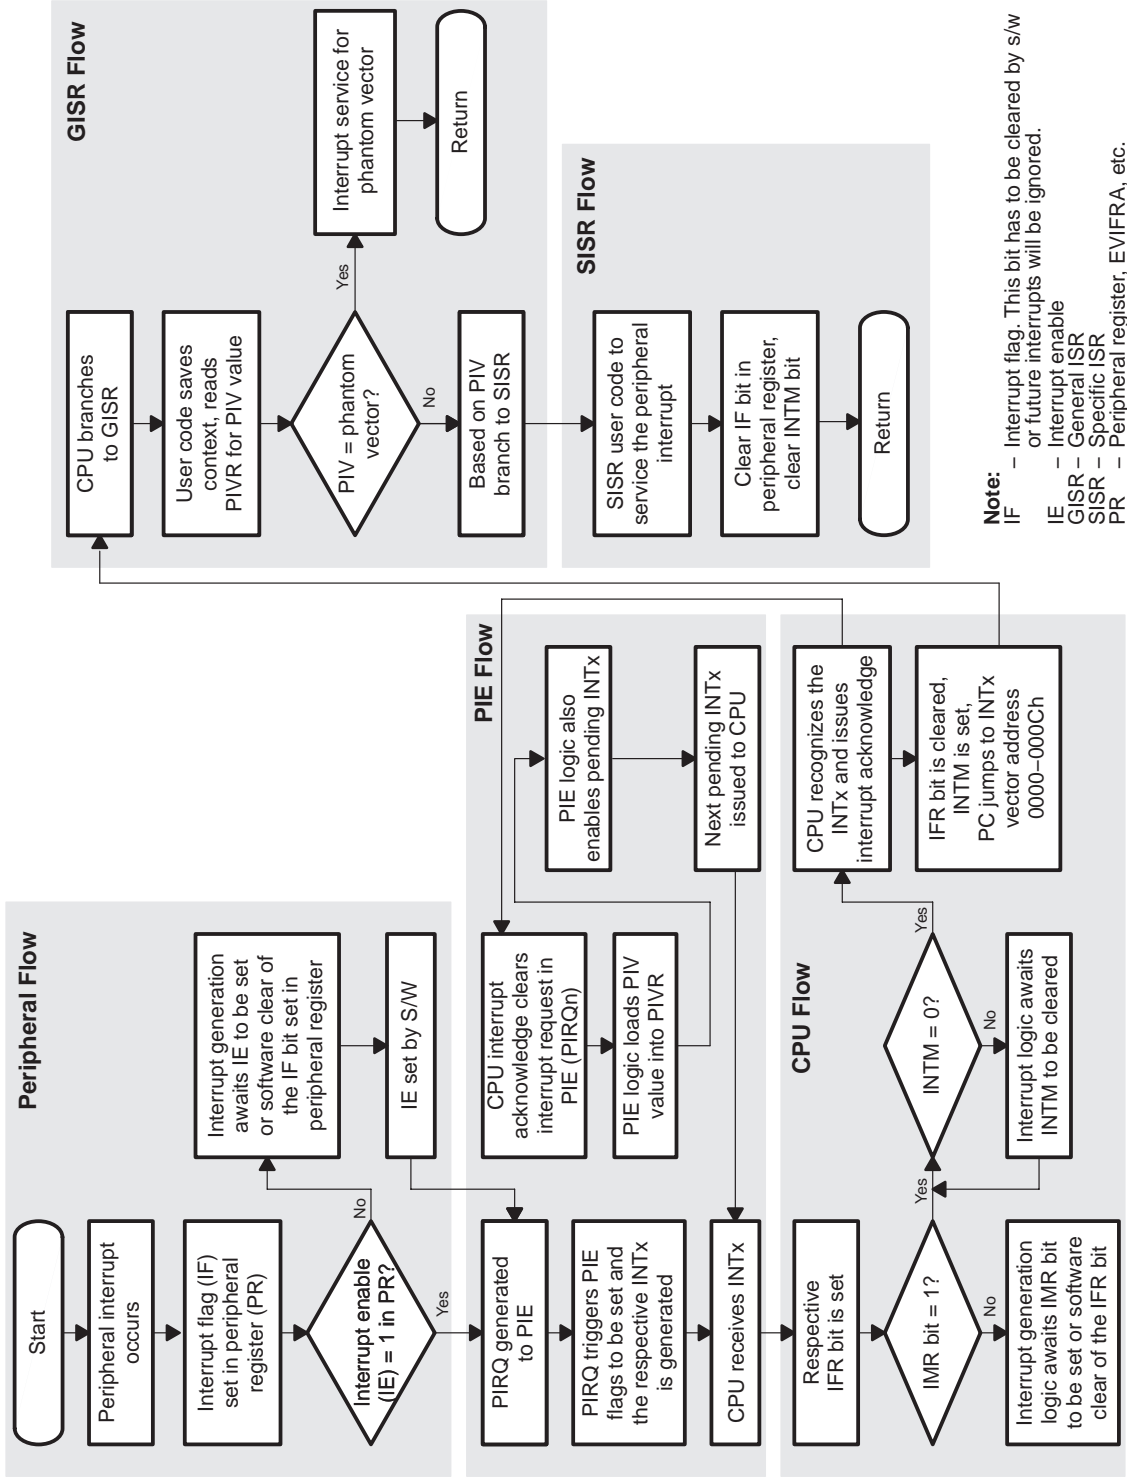 Peripheral Flow
Start
Peripheral interrupt
occurs
Interrupt flag (IF)
set in peripheral
register (PR)
Interrupt enable
(IE) = 1 in PR?
No
Yes
Interrupt generation
awaits IE to be set
or software clear of
the IF bit set in
peripheral register
IE set by S/W
PIE Flow
PIRQ generated
to PIE
PIRQ triggers PIE
flags to be set and
the respective INTx
is generated
CPU receives INTx
CPU interrupt
acknowledge clears
interrupt request in
PIE (PIRQn)
PIE logic loads PIV
value into PIVR
PIE logic also
enables pending INTx
Next pending INTx
issued to CPU
CPU Flow
Respective
IFR bit is set
IMR bit = 1?
Yes
No
Interrupt generation
logic awaits IMR bit
to be set or software
clear of the IFR bit
INTM = 0?
Yes
No
Interrupt logic awaits
INTM to be cleared
CPU recognizes the
INTx and issues
interrupt acknowledge
IFR bit is cleared,
INTM is set,
PC jumps to INTx
vector address
0000–000Ch
GISR Flow
CPU branches
to GISR
User code saves
context, reads
PIVR for PIV value
PIV = phantom
vector?
Yes
No
Interrupt service for
phantom vector
Return
Based on PIV
branch to SISR
SISR Flow
SISR user code to
service the peripheral
interrupt
Clear IF bit in
peripheral register,
clear INTM bit
Return
Note:
IF – Interrupt flag. This bit has to be cleared by s/w
or future interrupts will be ignored.
IE – Interrupt enable
GISR – General ISR
SISR – Specific ISR
PR – Peripheral register, EVIFRA, etc.